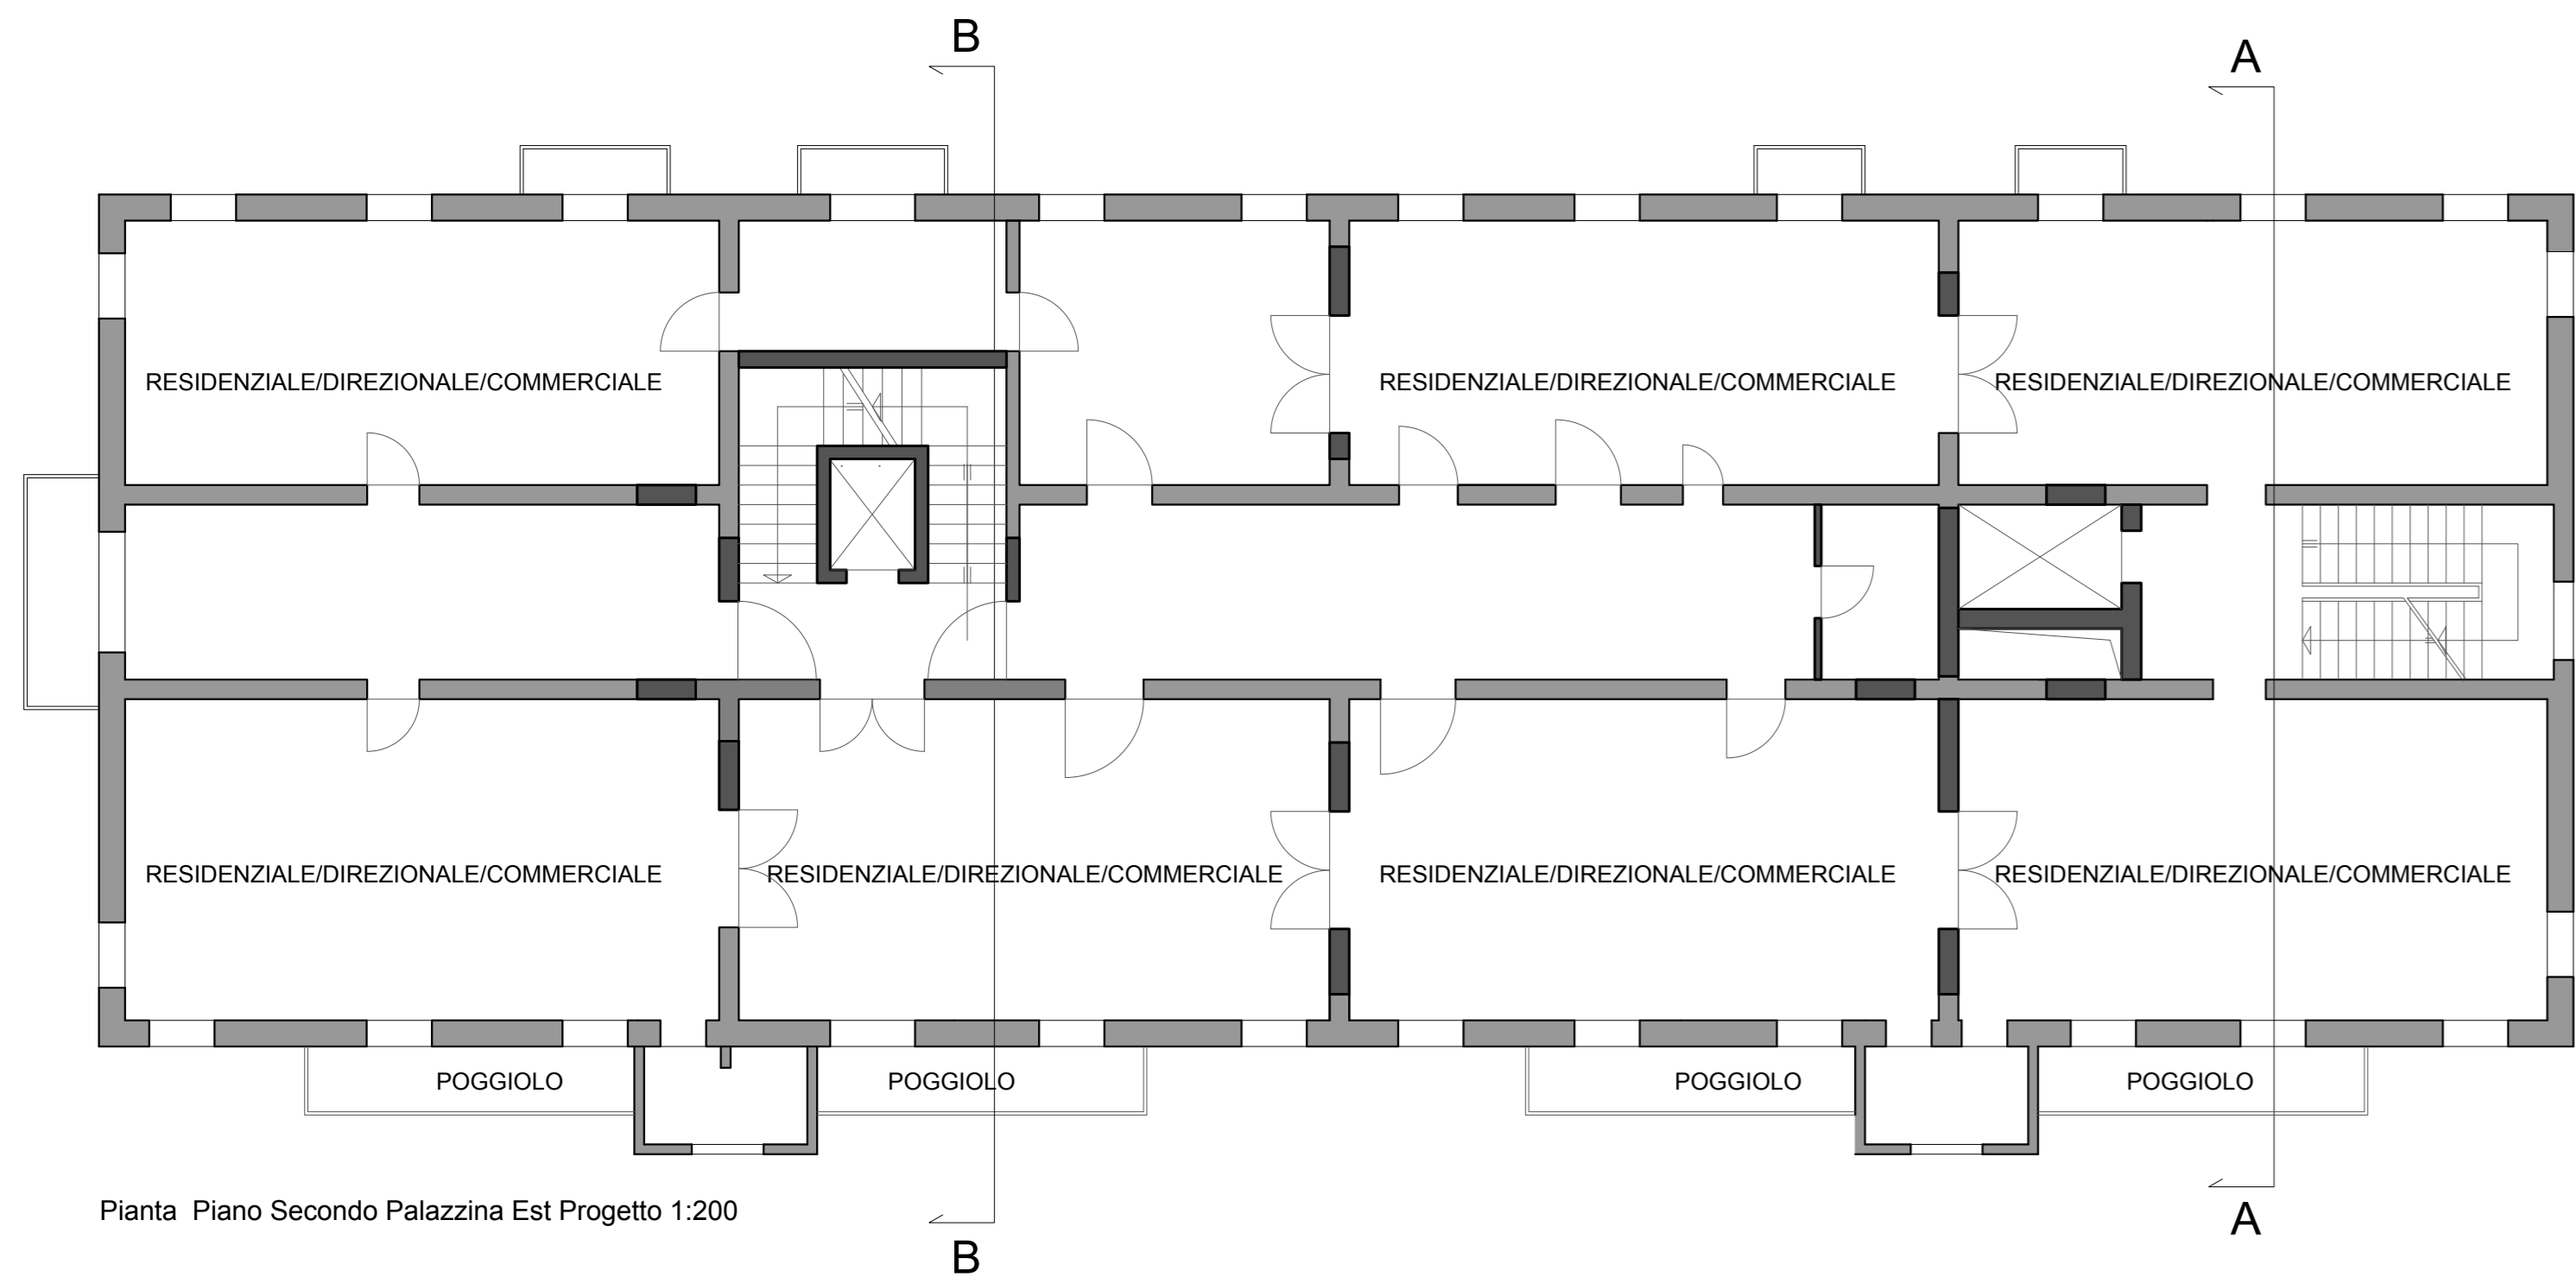 B
A
RESIDENZIALE/DIREZIONALE/COMMERCIALE
RESIDENZIALE/DIREZIONALE/COMMERCIALE
RESIDENZIALE/DIREZIONALE/COMMERCIALE
RESIDENZIALE/DIREZIONALE/COMMERCIALE
RESIDENZIALE/DIREZIONALE/COMMERCIALE
RESIDENZIALE/DIREZIONALE/COMMERCIALE
RESIDENZIALE/DIREZIONALE/COMMERCIALE
POGGIOLO
POGGIOLO
POGGIOLO
POGGIOLO
Pianta Piano Secondo Palazzina Est Progetto 1:200
A
B